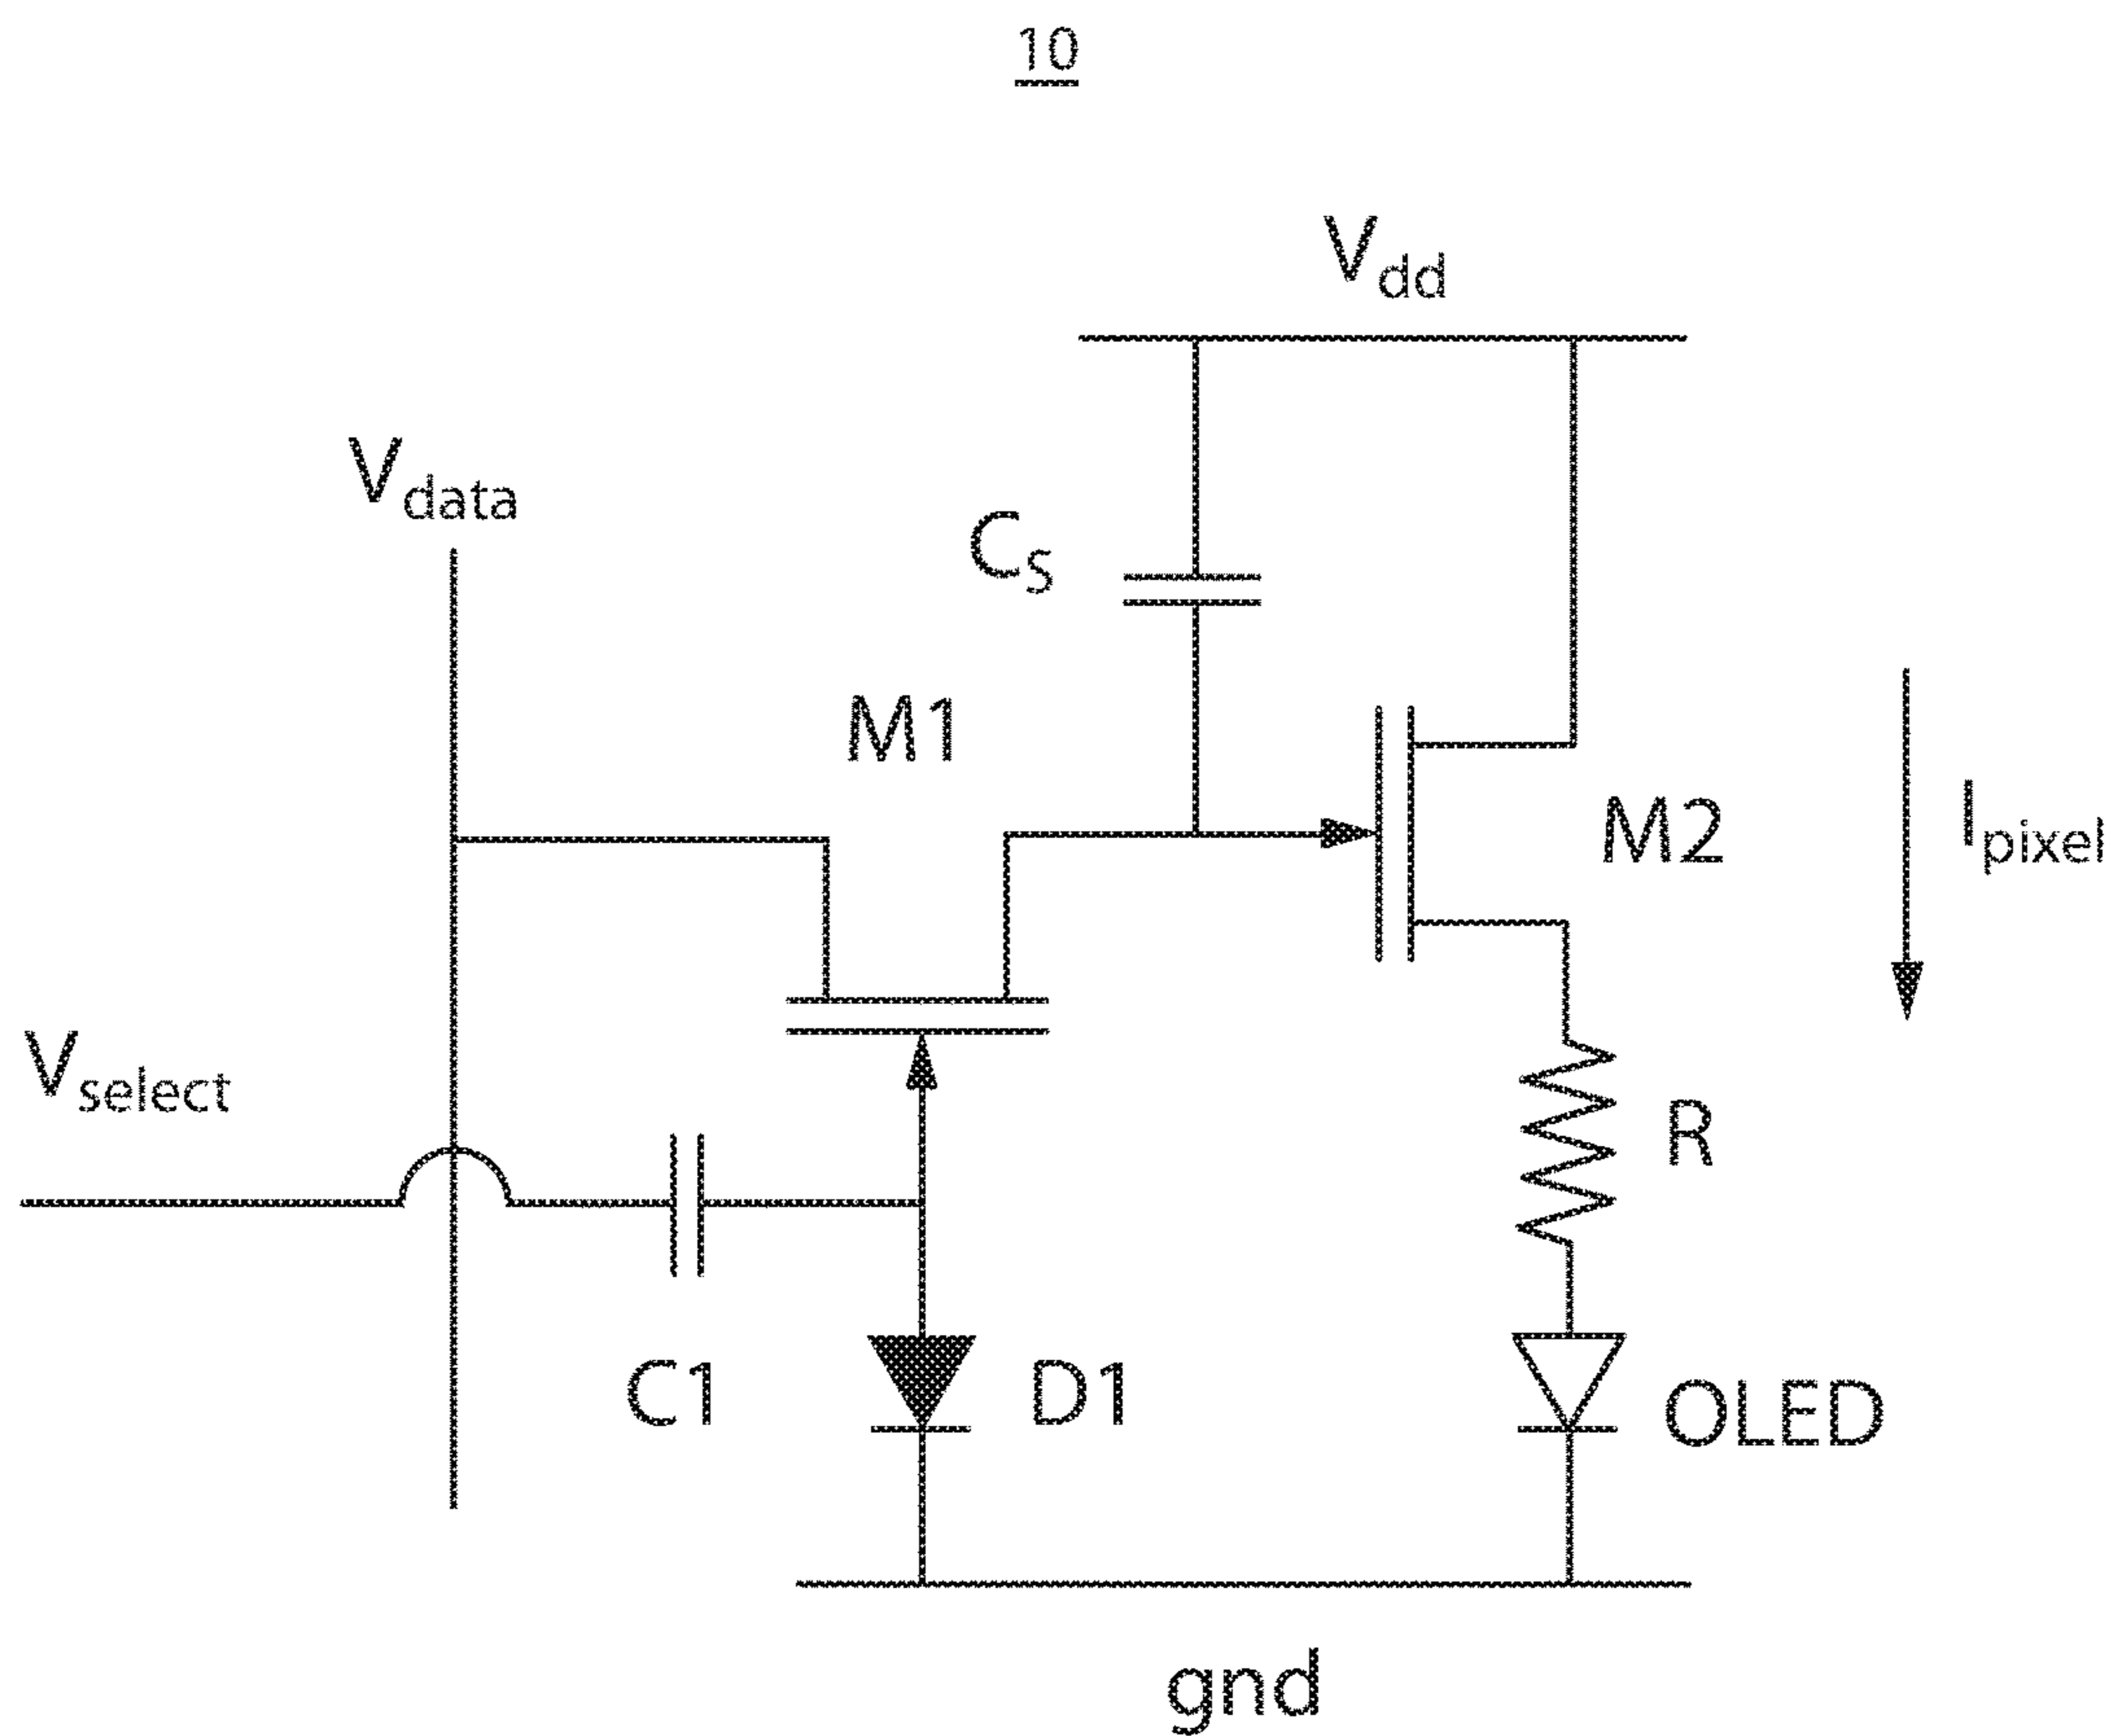 10
Vdd
Vdata
CS
M1
M2
Ipixel
Vselect
R
C1
D1
OLED
gnd